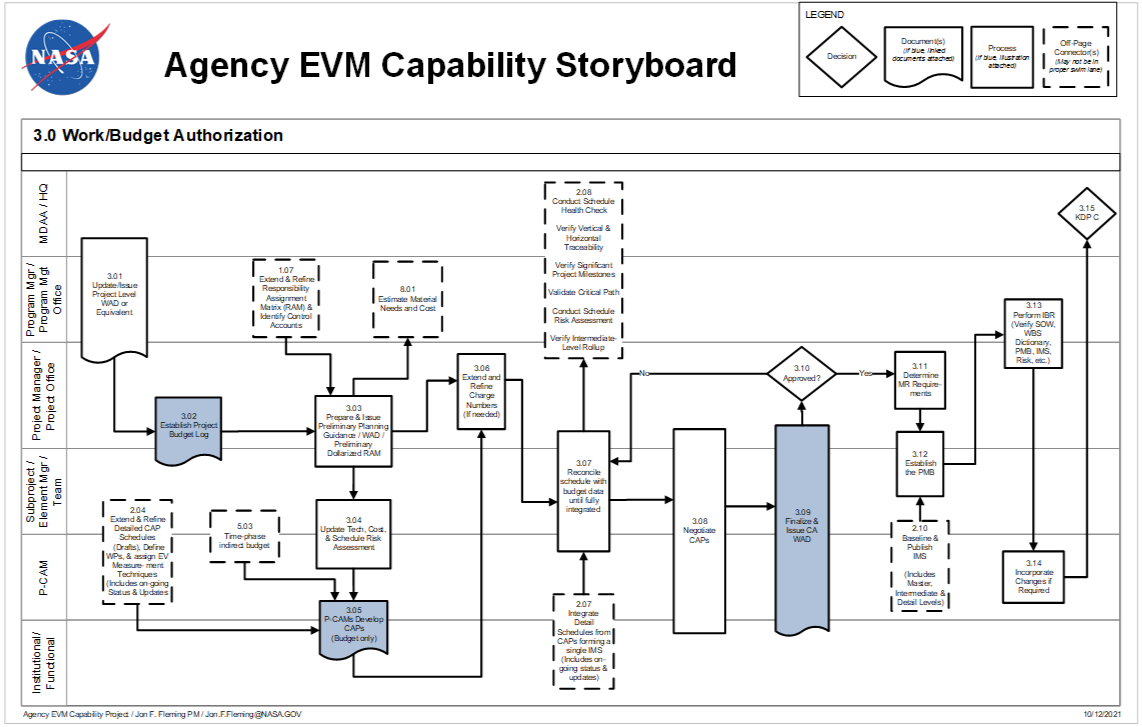 NASA
Agency EVM Capability Storyboard
LEGEND
Decision
Document(s)
(If blue, linked
documents attached)
Process
(If blue, illustration
attached)
Off-Page
Connector(s)
(May not be in
proper swim lane)
3.0 Work/Budget Authorization
MDAA / HQ
Program Mgr /
Program Mgt
Office
Project Manager /
Project Office
Subproject /
Element Mgr /
Team
P-CAM
Institutional/
Functional
3.01
Update/Issue
Project Level
WAD or
Equivalent
3.02
Establish Project
Budget Log
2.04
Extend & Refine
Detailed CAP
Schedules
(Drafts), Define
WPs, & assign EV
Measure- ment
Techniques
(Includes on-going
Status & Updates)
5.03
Time-phase
indirect budget
1.07
Extend & Refine
Responsibility
Assignment
Matrix (RAM) &
Identify Control
Accounts
8.01
Estimate Material
Needs and Cost
3.03
Prepare & Issue
Preliminary Planning
Guidance / WAD /
Preliminary
Dollarized RAM
3.04
Update Tech, Cost,
& Schedule Risk
Assessment
3.05
P-CAMs Develop
CAPs
(Budget only)
3.06
Extend and
Refine
Charge
Numbers
(If needed)
2.08
Conduct Schedule
Health Check
Verify Vertical &
Horizontal
Traceability
Verify Significant
Project Milestones
Validate Critical Path
Conduct Schedule
Risk Assessment
Verify Intermediate-
Level Rollup
3.07
Reconcile
schedule with
budget data
until fully
integrated
2.07
Integrate
Detail
Schedules from
CAPs forming a
single IMS
(Includes on-
going status &
updates)
3.08
Negotiate
CAPs
3.09
Finalize &
Issue CA
WAD
No
3.10
Approved?
Yes
3.11
Determine
MR Require-
ments
3.12
Establish
the PMB
2.10
Baseline &
Publish
IMS
(Includes
Master,
Intermediate &
Detail Levels)
3.13
Perform IBR
(Verify SOW,
WBS
Dictionary,
PMB, IMS,
Risk, etc.)
3.14
Incorporate
Changes if
Required
3.15
KDP C
Agency EVM Capability Project / Jon F. Fleming PM / Jon.F.Fleming@NASA.GOV
10/12/2021